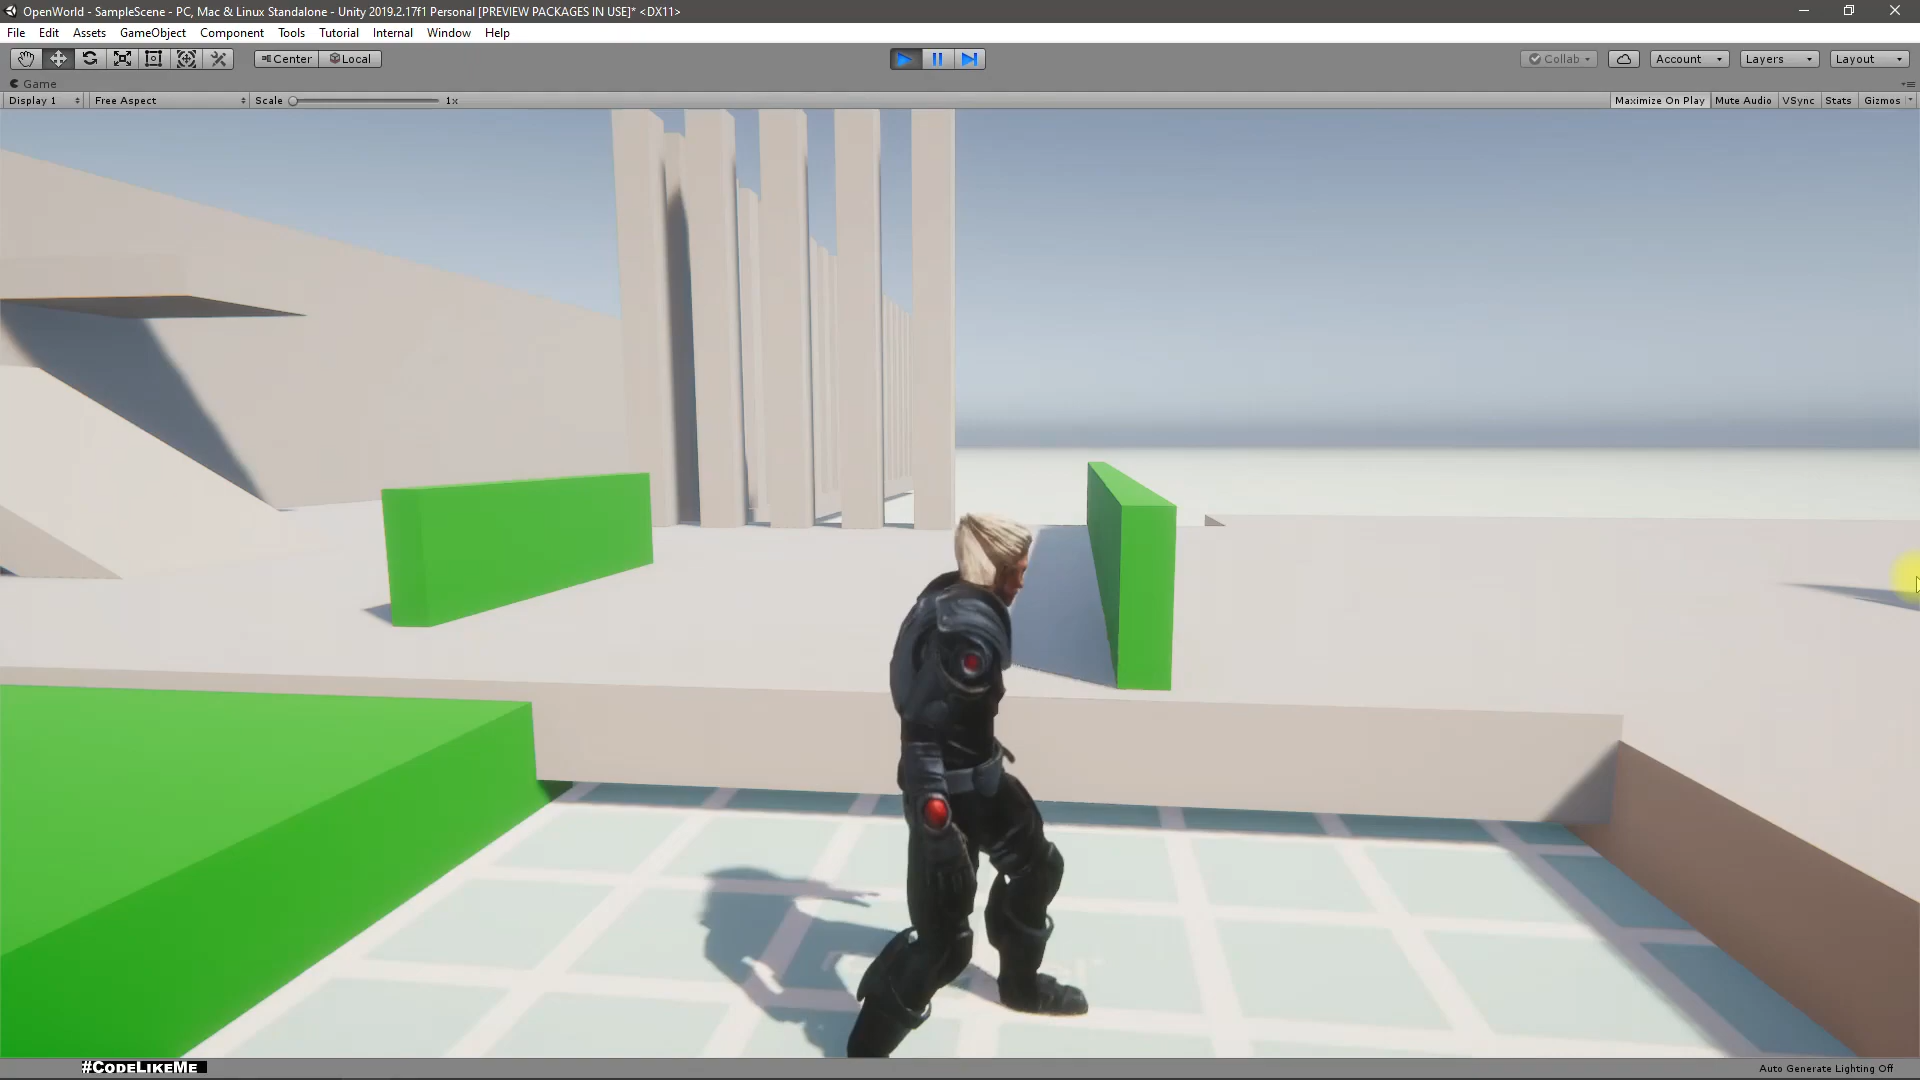 OpenWorld - SampleScene - PC, Mac & Linux Standalone - Unity 2019.2.17f1 Personal [PREVIEW PACKAGES IN USE]* <DX11>
File Edit Assets GameObject Component Tools Tutorial Internal Window Help
Center Local Collab Account Layers Layout
Game
Display 1 Free Aspect Scale 1x Maximize On Play Mute Audio VSync Stats Gizmos
#CodeLikeMe Auto Generate Lighting Off